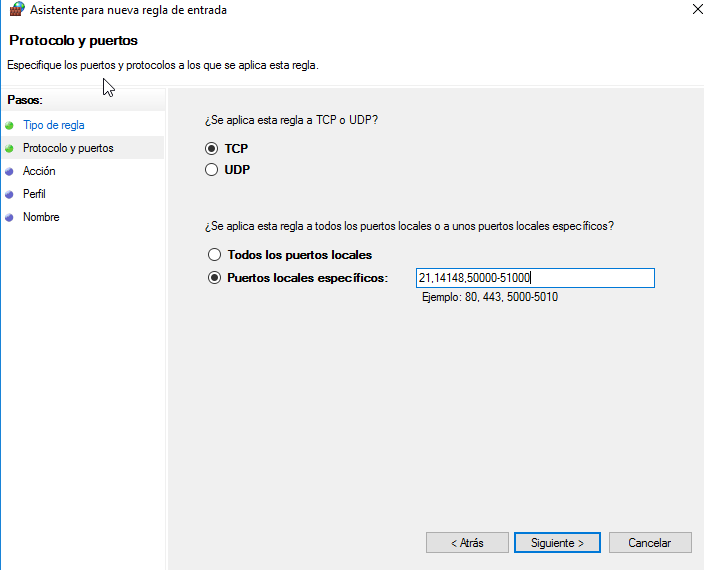 Asistente para nueva regla de entrada
Protocolo y puertos
Especifique los puertos y protocolos a los que se aplica esta regla.
Pasos:
Tipo de regla
Protocolo y puertos
Acción
Perfil
Nombre
¿Se aplica esta regla a TCP o UDP?
TCP
UDP
¿Se aplica esta regla a todos los puertos locales o a unos puertos locales específicos?
Todos los puertos locales
Puertos locales específicos: 21,14148,50000-51000
Ejemplo: 80, 443, 5000-5010
< Atrás Siguiente > Cancelar